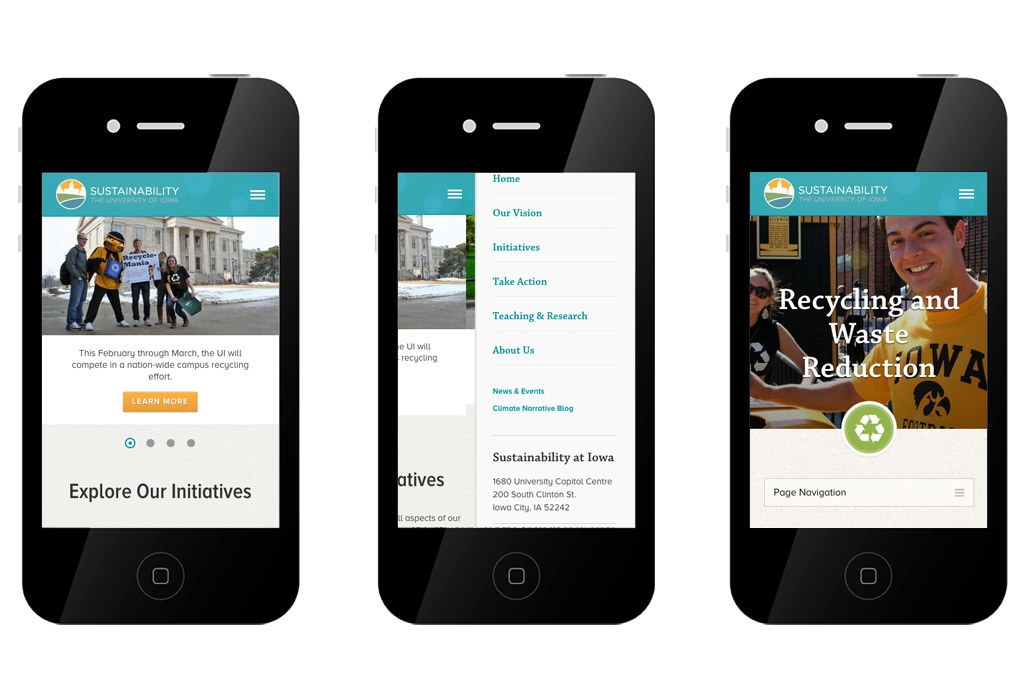 SUSTAINABILITY
THE UNIVERSITY OF IOWA
Recycle-
Mania
This February through March, the UI will
compete in a nation-wide campus recycling
effort.
LEARN MORE
Explore Our Initiatives
Home
Our Vision
Initiatives
Take Action
Teaching & Research
About Us
News & Events
Climate Narrative Blog
Sustainability at Iowa
1680 University Capitol Centre
200 South Clinton St.
Iowa City, IA 52242
UI will
recycling
atives
all aspects of our
SUSTAINABILITY
THE UNIVERSITY OF IOWA
Recycling and
Waste
Reduction
IOWA
FOOTBALL
Page Navigation